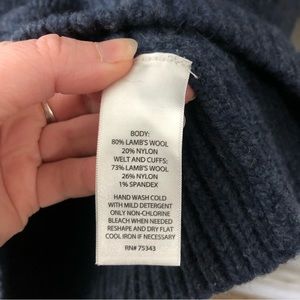 BODY:
80% LAMB'S WOOL
20% NYLON
WELT AND CUFFS:
73% LAMB'S WOOL
26% NYLON
1% SPANDEX
HAND WASH COLD
WITH MILD DETERGENT
ONLY NON-CHLORINE
BLEACH WHEN NEEDED
RESHAPE AND DRY FLAT
COOL IRON IF NECESSARY
RN# 75343